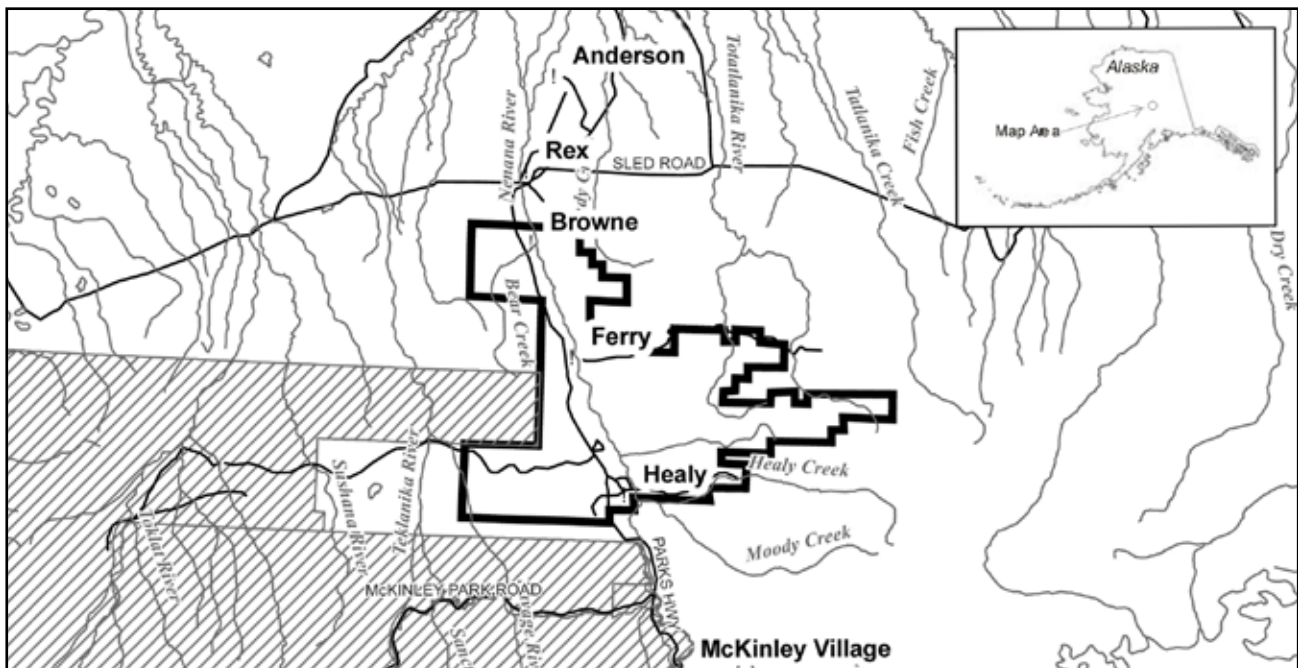 Anderson
Rex
Nenana River
Totatlanika River
SLED ROAD
Tatlanika Creek
Fish Creek
Alaska
Map Area
Dry Creek
Browne
Bear Creek
Ferry
Healy
Healy Creek
Moody Creek
Sushana River
Teklanika River
Toklat River
McKINLEY PARK ROAD
PARKS HWY
McKinley Village